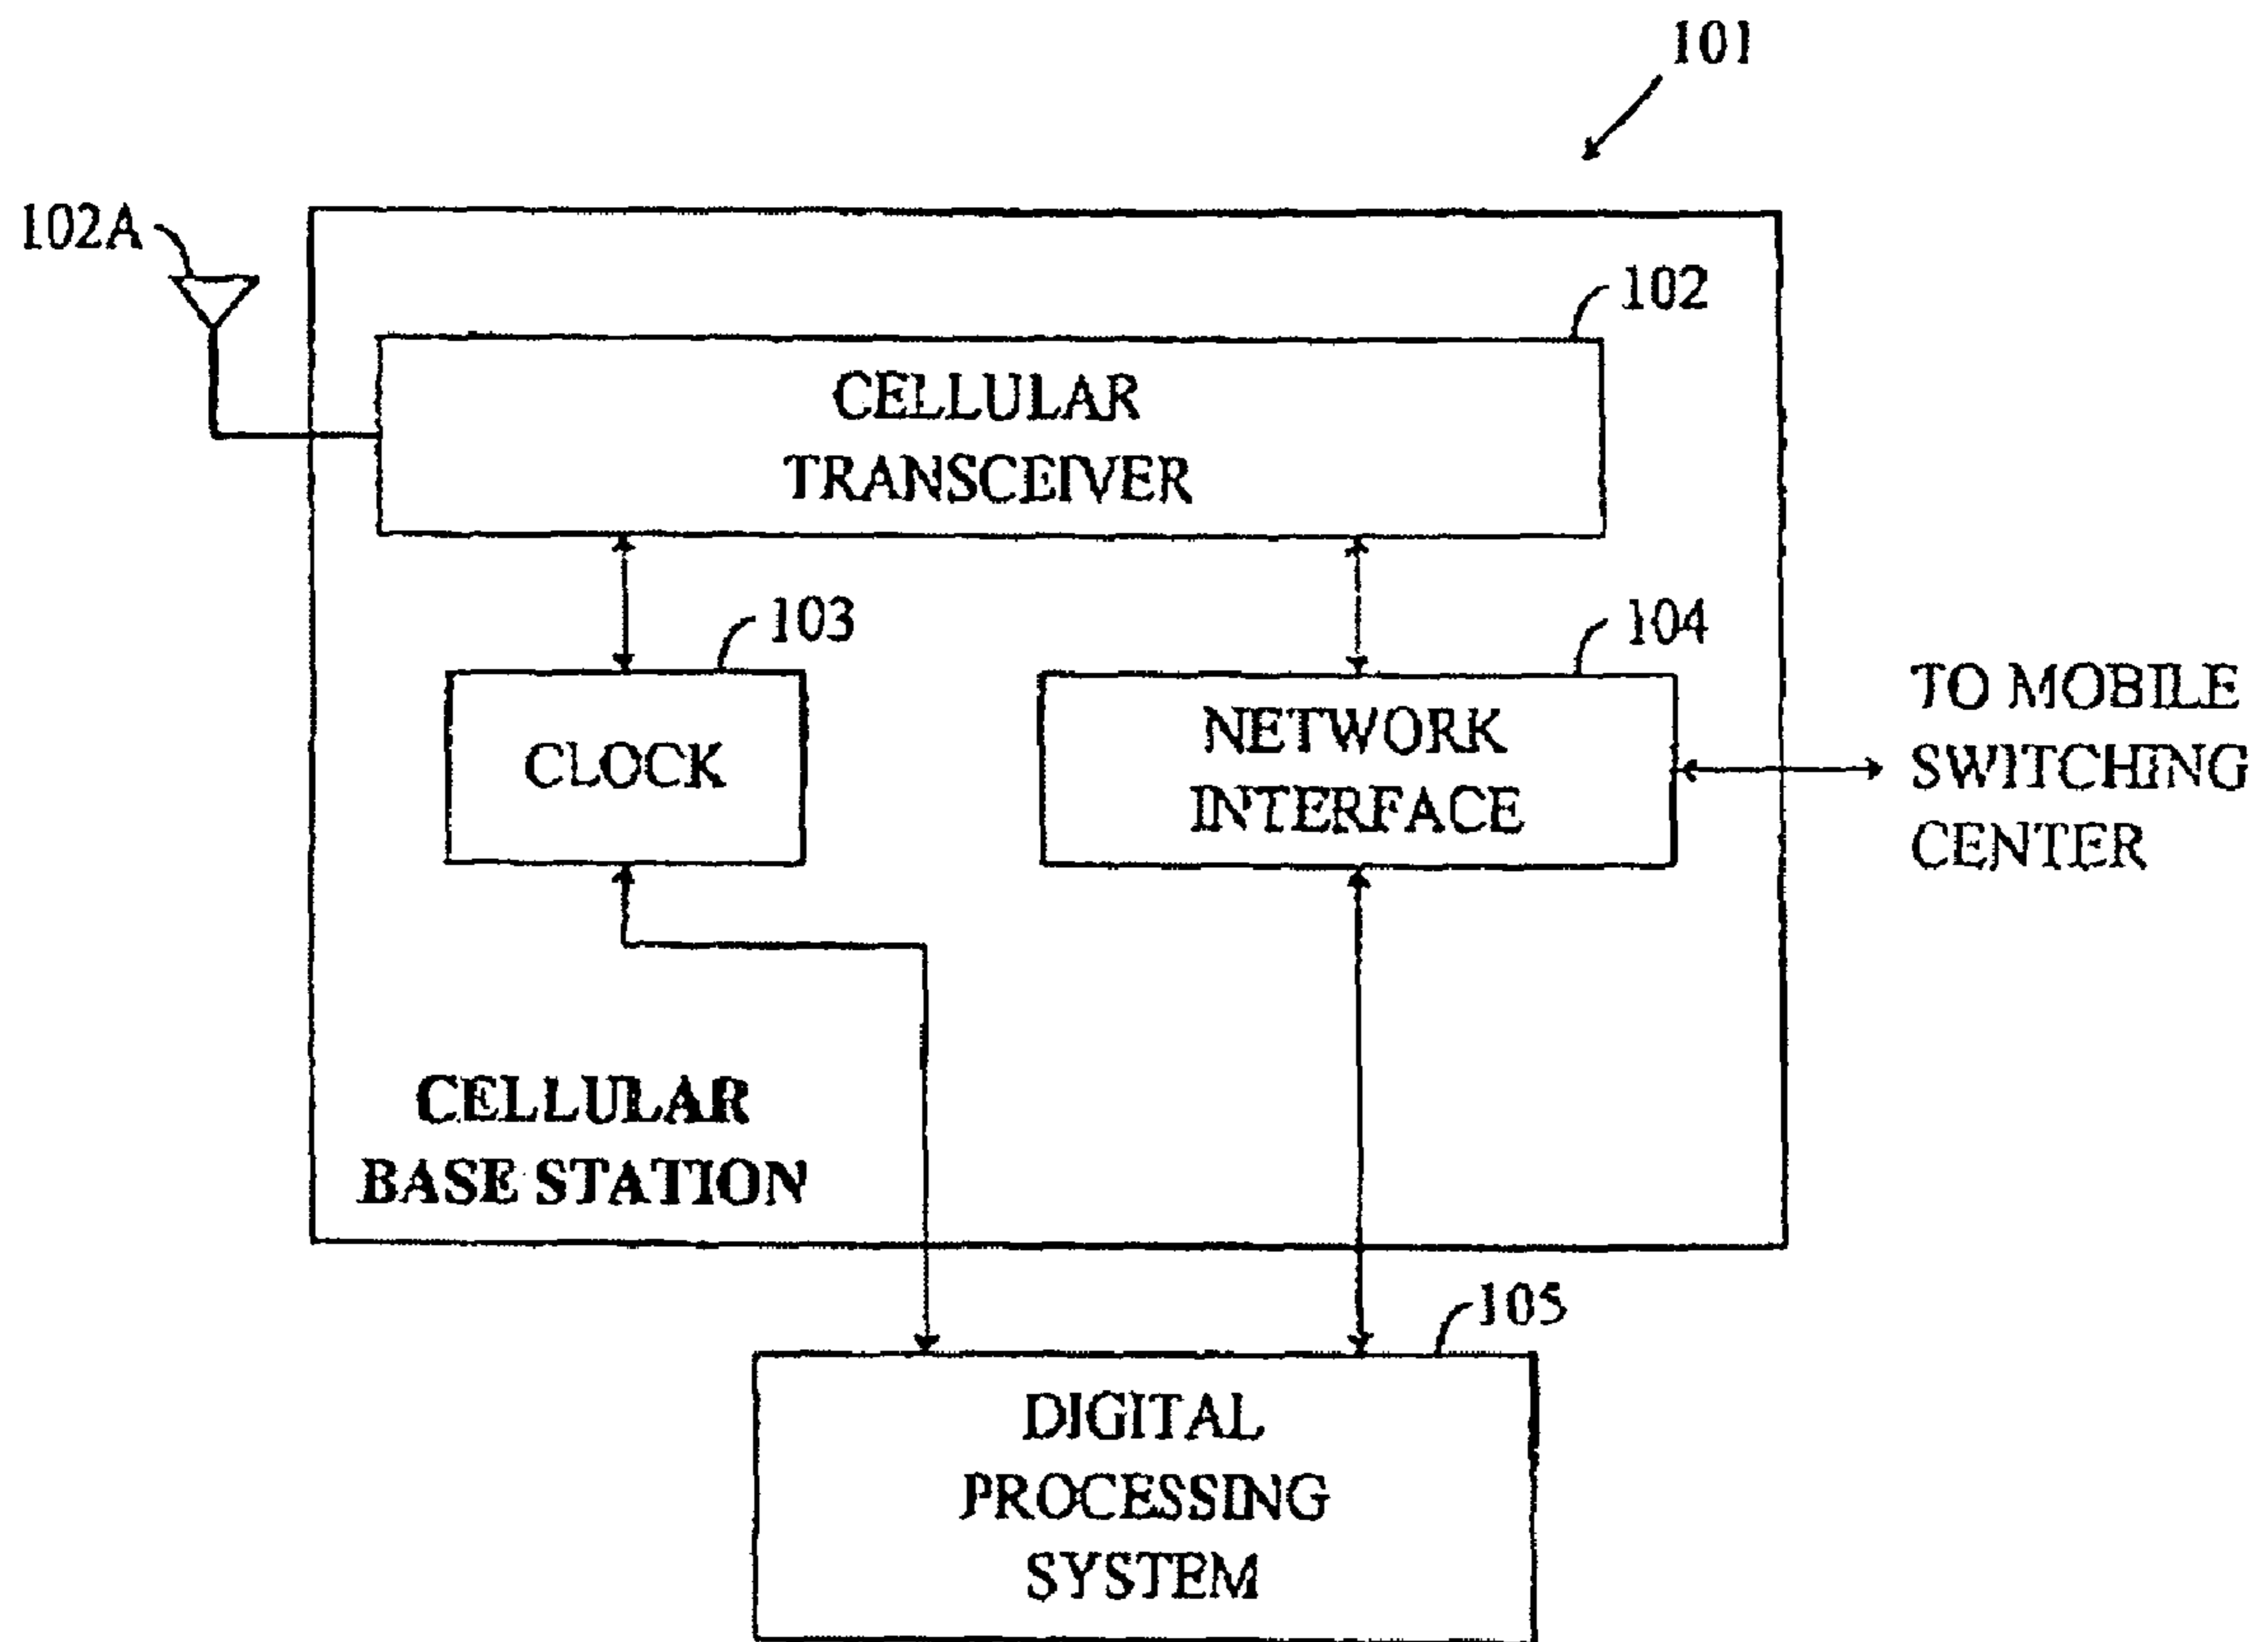 101
102A
102
CELLULAR
TRANSCEIVER
103
104
CLOCK
NETWORK
INTERFACE
TO MOBILE
SWITCHING
CENTER
CELLULAR
BASE STATION
105
DIGITAL
PROCESSING
SYSTEM